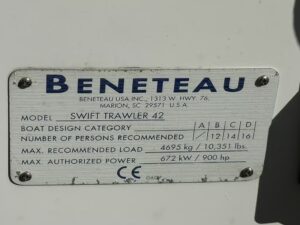 BENETEAU
BENETEAU USA INC., 1313 W. HWY. 76,
MARION, SC 29571 U.S.A.
MODEL SWIFT TRAWLER 42
BOAT DESIGN CATEGORY A B C D
NUMBER OF PERSONS RECOMMENDED / 12 14 16
MAX. RECOMMENDED LOAD 4695 kg / 10,351 lbs.
MAX. AUTHORIZED POWER 672 kW / 900 hp
CE